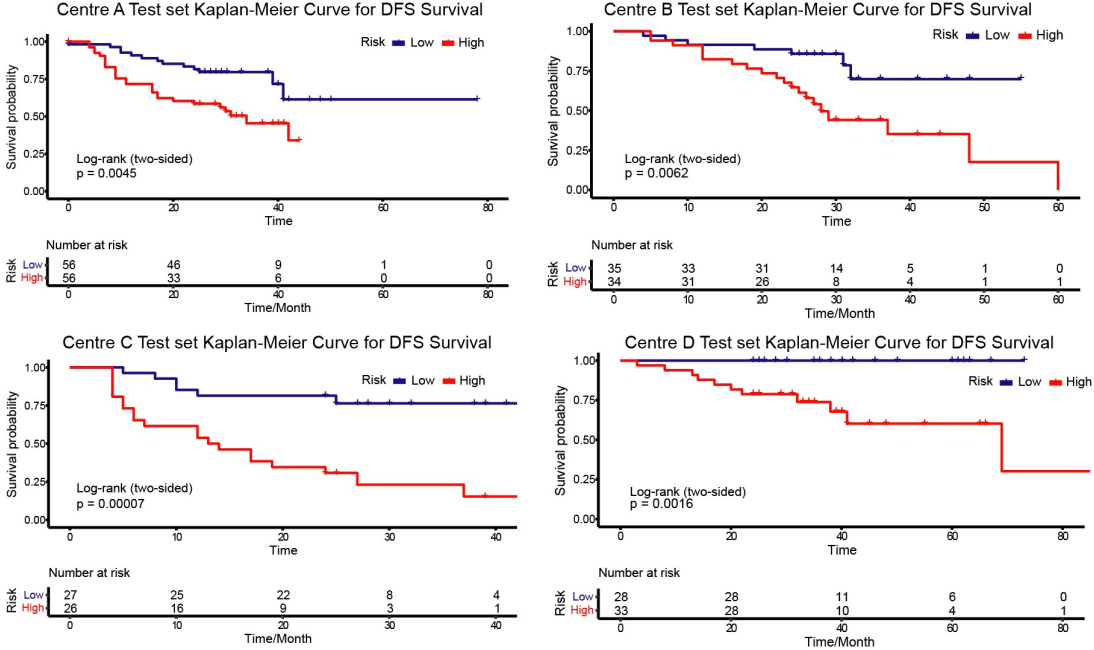 Centre A Test set Kaplan-Meier Curve for DFS Survival
Risk Low High
Survival probability
1.00
0.75
0.50
0.25
0.00
Log-rank (two-sided)
p = 0.0045
0 20 40 60 80
Time
Number at risk
Risk
Low 56 46 9 1 0
High 56 33 6 0 0
0 20 40 60 80
Time/Month
Centre B Test set Kaplan-Meier Curve for DFS Survival
Risk Low High
Survival probability
1.00
0.75
0.50
0.25
0.00
Log-rank (two-sided)
p = 0.0062
0 10 20 30 40 50 60
Time
Number at risk
Risk
Low 35 33 31 14 5 1 0
High 34 31 26 8 4 1 1
0 10 20 30 40 50 60
Time/Month
Centre C Test set Kaplan-Meier Curve for DFS Survival
Risk Low High
Survival probability
1.00
0.75
0.50
0.25
0.00
Log-rank (two-sided)
p = 0.00007
0 10 20 30 40
Time
Number at risk
Risk
Low 27 25 22 8 4
High 26 16 9 3 1
0 10 20 30 40
Time/Month
Centre D Test set Kaplan-Meier Curve for DFS Survival
Risk Low High
Survival probability
1.00
0.75
0.50
0.25
0.00
Log-rank (two-sided)
p = 0.0016
0 20 40 60 80
Time
Number at risk
Risk
Low 28 28 11 6 0
High 33 28 10 4 1
0 20 40 60 80
Time/Month